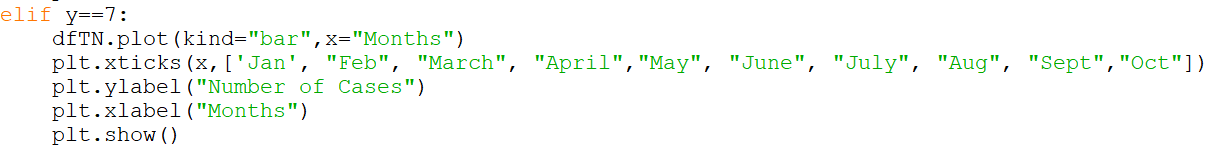 elif y==7:
    dfTN.plot(kind="bar",x="Months")
    plt.xticks(x,['Jan', "Feb", "March", "April","May", "June", "July", "Aug", "Sept","Oct"])
    plt.ylabel("Number of Cases")
    plt.xlabel("Months")
    plt.show()